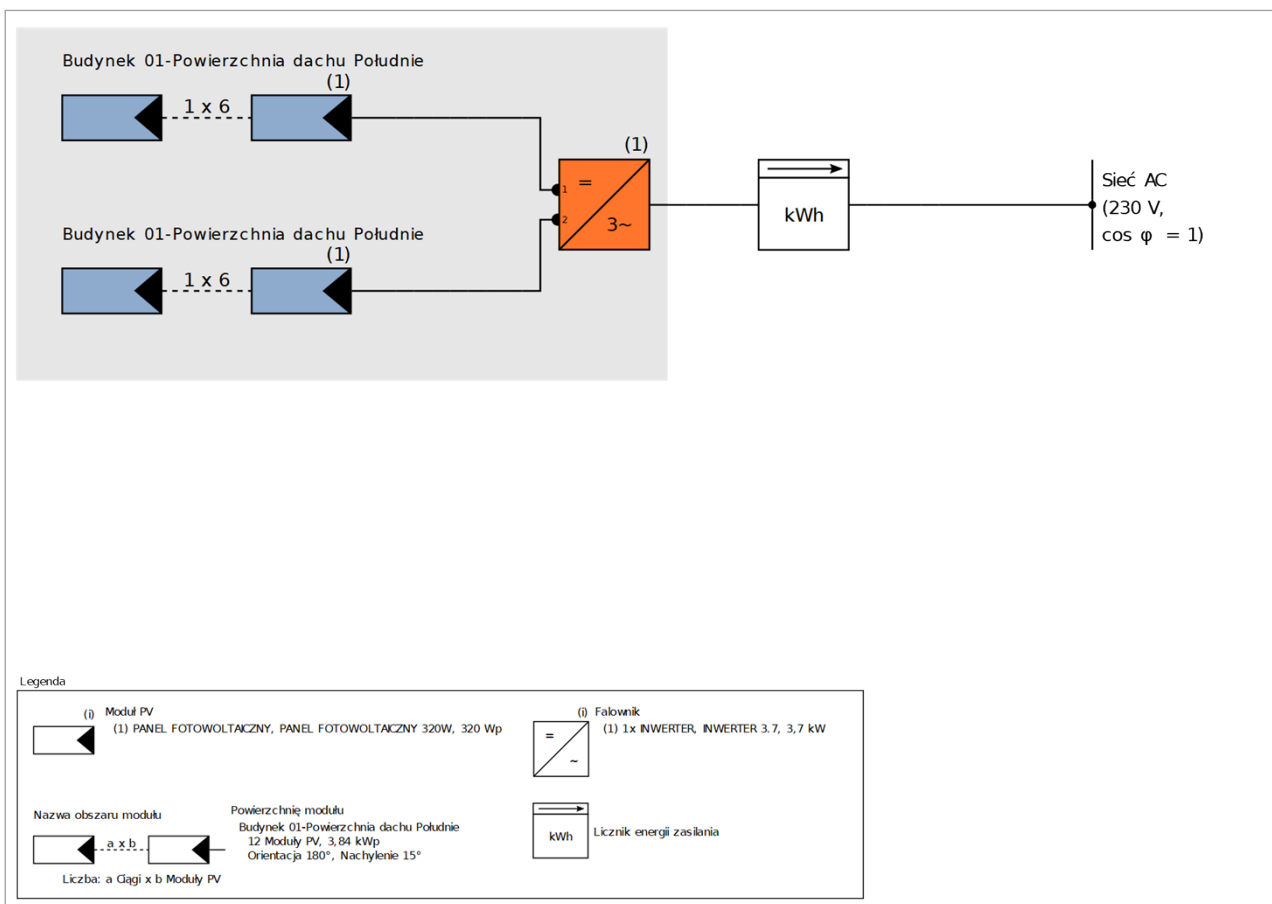 Budynek 01-Powierzchnia dachu Południe
(1)
1 x 6
(1)
=
1
2
3~
kWh
Sieć AC
(230 V,
cos φ = 1)
Budynek 01-Powierzchnia dachu Południe
(1)
1 x 6
Legenda
(i) Moduł PV
(1) PANEL FOTOWOLTAICZNY, PANEL FOTOWOLTAICZNY 320W, 320 Wp
(i) Falownik
(1) 1x INWERTER, INWERTER 3.7, 3,7 kW
=
~
Nazwa obszaru modułu
a x b
Liczba: a Ciągi x b Moduły PV
Powierzchnię modułu
Budynek 01-Powierzchnia dachu Południe
12 Moduły PV, 3,84 kWp
Orientacja 180°, Nachylenie 15°
kWh
Licznik energii zasilania